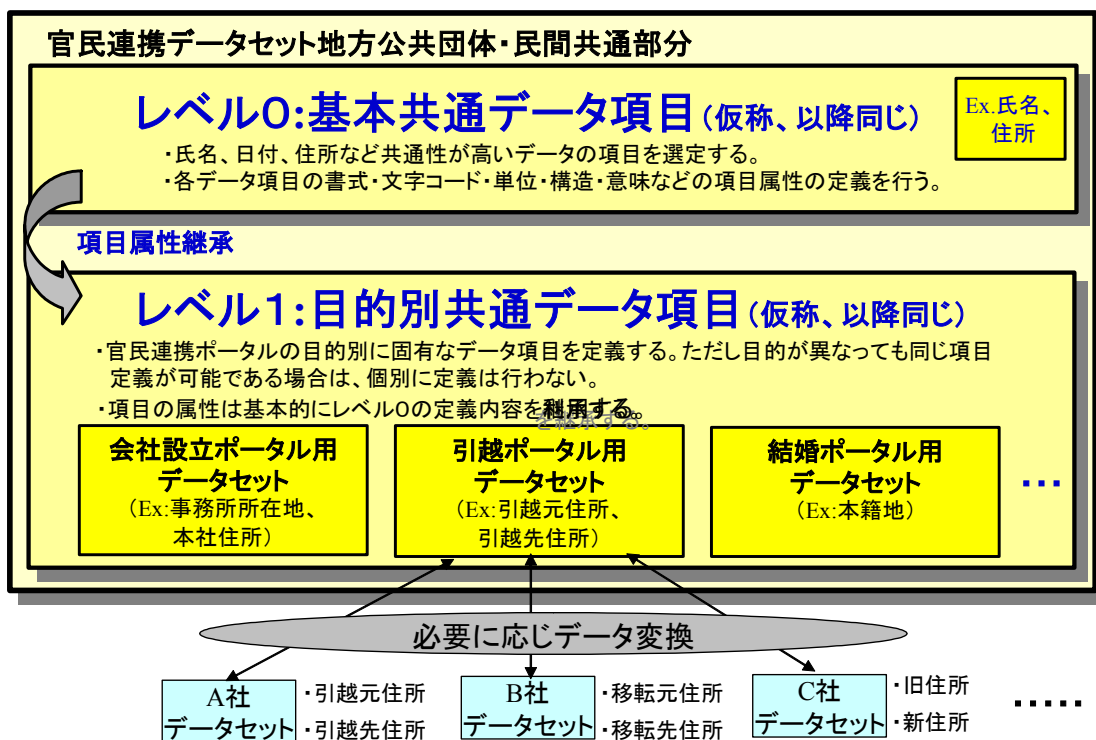 官民連携データセット地方公共団体・民間共通部分
レベル０：基本共通データ項目（仮称、以降同じ）
Ex.氏名、
住所
・氏名、日付、住所など共通性が高いデータの項目を選定する。
・各データ項目の書式・文字コード・単位・構造・意味などの項目属性の定義を行う。
項目属性継承
レベル１：目的別共通データ項目（仮称、以降同じ）
・官民連携ポータルの目的別に固有なデータ項目を定義する。ただし目的が異なっても同じ項目
定義が可能である場合は、個別に定義は行わない。
・項目の属性は基本的にレベル０の定義内容を利用する。
を継承する。
会社設立ポータル用
データセット
（Ex:事務所所在地、
本社住所）
引越ポータル用
データセット
（Ex:引越元住所、
引越先住所）
結婚ポータル用
データセット
（Ex:本籍地）
…
必要に応じデータ変換
A社
データセット
・引越元住所
・引越先住所
B社
データセット
・移転元住所
・移転先住所
C社
データセット
・旧住所
・新住所
‥‥‥